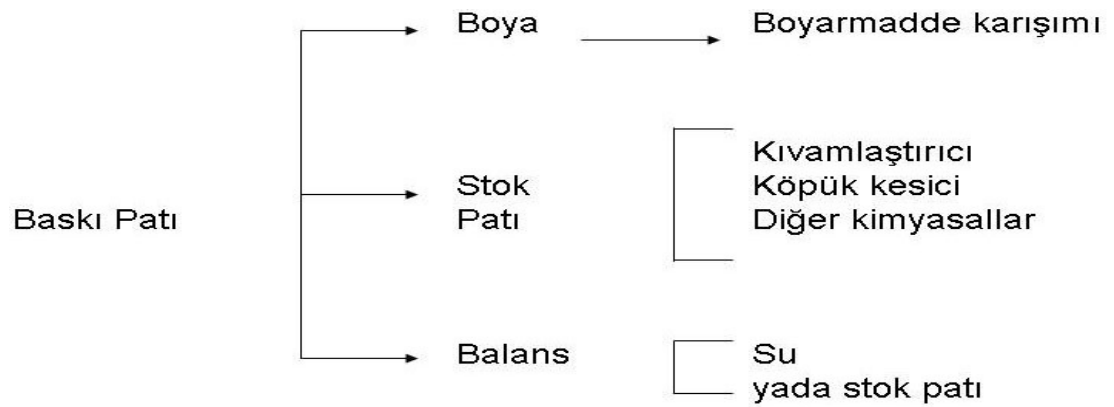 Boya
Boyarmadde karışımı
Baskı Patı
Stok
Patı
Kıvamlaştırıcı
Köpük kesici
Diğer kimyasallar
Balans
Su
yada stok patı